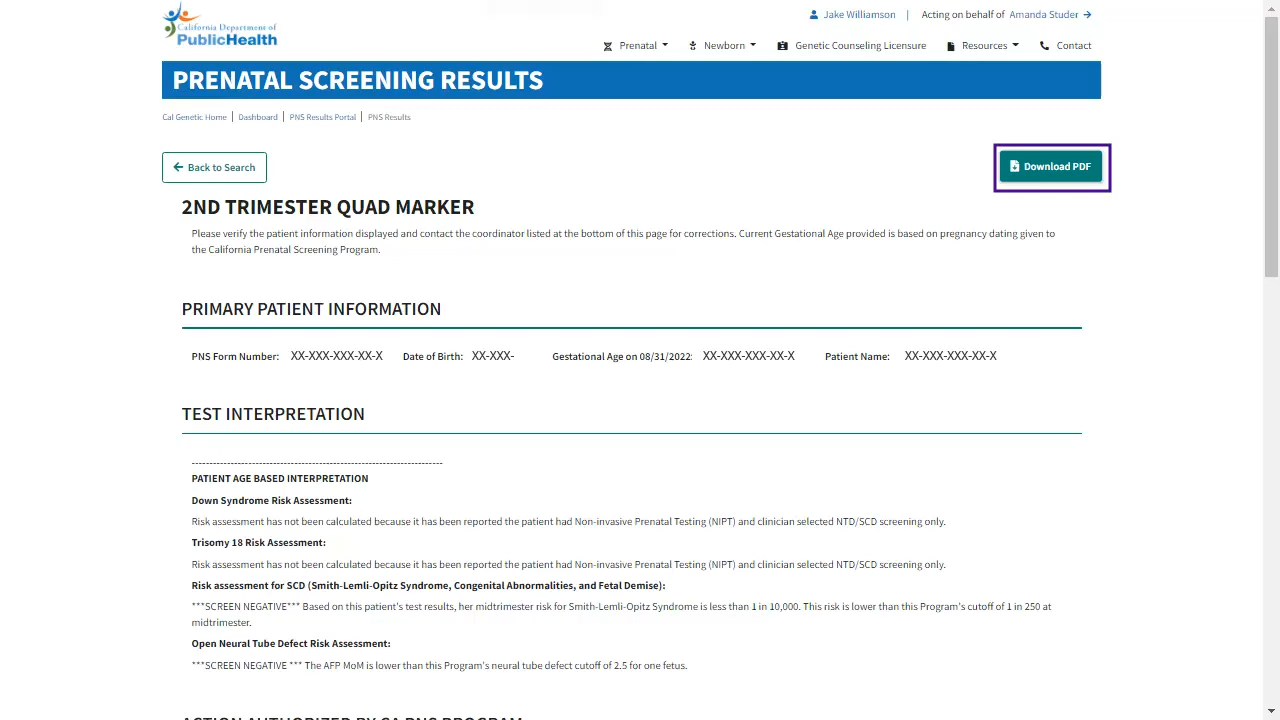 California Department of
PublicHealth
Jake Williamson | Acting on behalf of Amanda Studer
Prenatal Newborn Genetic Counseling Licensure Resources Contact
PRENATAL SCREENING RESULTS
Cal Genetic Home | Dashboard | PNS Results Portal | PNS Results
Back to Search
Download PDF
2ND TRIMESTER QUAD MARKER
Please verify the patient information displayed and contact the coordinator listed at the bottom of this page for corrections. Current Gestational Age provided is based on pregnancy dating given to
the California Prenatal Screening Program.
PRIMARY PATIENT INFORMATION
PNS Form Number: XX-XXX-XXX-XX-X Date of Birth: XX-XXX- Gestational Age on 08/31/2022: XX-XXX-XXX-XX-X Patient Name: XX-XXX-XXX-XX-X
TEST INTERPRETATION
------------------------------------------------------------------------
PATIENT AGE BASED INTERPRETATION
Down Syndrome Risk Assessment:
Risk assessment has not been calculated because it has been reported the patient had Non-invasive Prenatal Testing (NIPT) and clinician selected NTD/SCD screening only.
Trisomy 18 Risk Assessment:
Risk assessment has not been calculated because it has been reported the patient had Non-invasive Prenatal Testing (NIPT) and clinician selected NTD/SCD screening only.
Risk assessment for SCD (Smith-Lemli-Opitz Syndrome, Congenital Abnormalities, and Fetal Demise):
***SCREEN NEGATIVE*** Based on this patient's test results, her midtrimester risk for Smith-Lemli-Opitz Syndrome is less than 1 in 10,000. This risk is lower than this Program's cutoff of 1 in 250 at
midtrimester.
Open Neural Tube Defect Risk Assessment:
***SCREEN NEGATIVE *** The AFP MoM is lower than this Program's neural tube defect cutoff of 2.5 for one fetus.
ACTION AUTHORIZED BY CA PNS PROGRAM